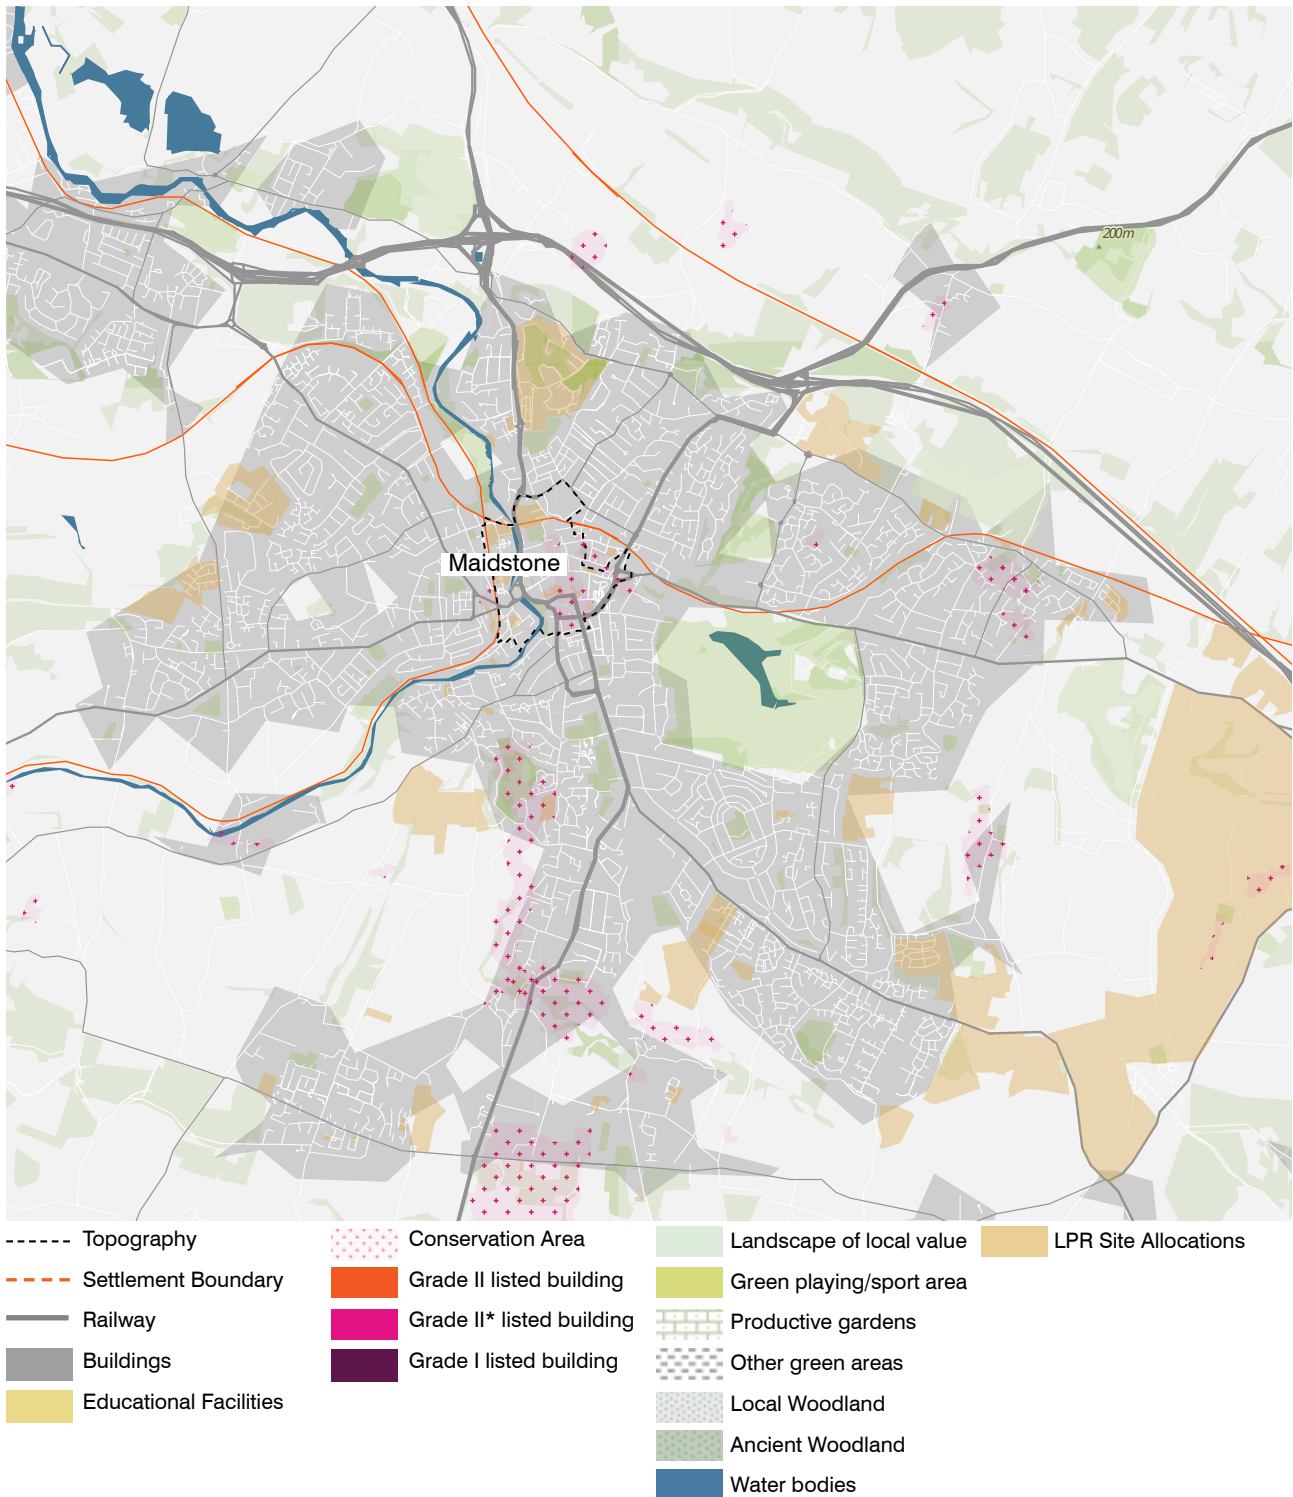 200m
Maidstone
Topography
Settlement Boundary
Railway
Buildings
Educational Facilities
Conservation Area
Grade II listed building
Grade II* listed building
Grade I listed building
Landscape of local value
Green playing/sport area
Productive gardens
Other green areas
Local Woodland
Ancient Woodland
Water bodies
LPR Site Allocations